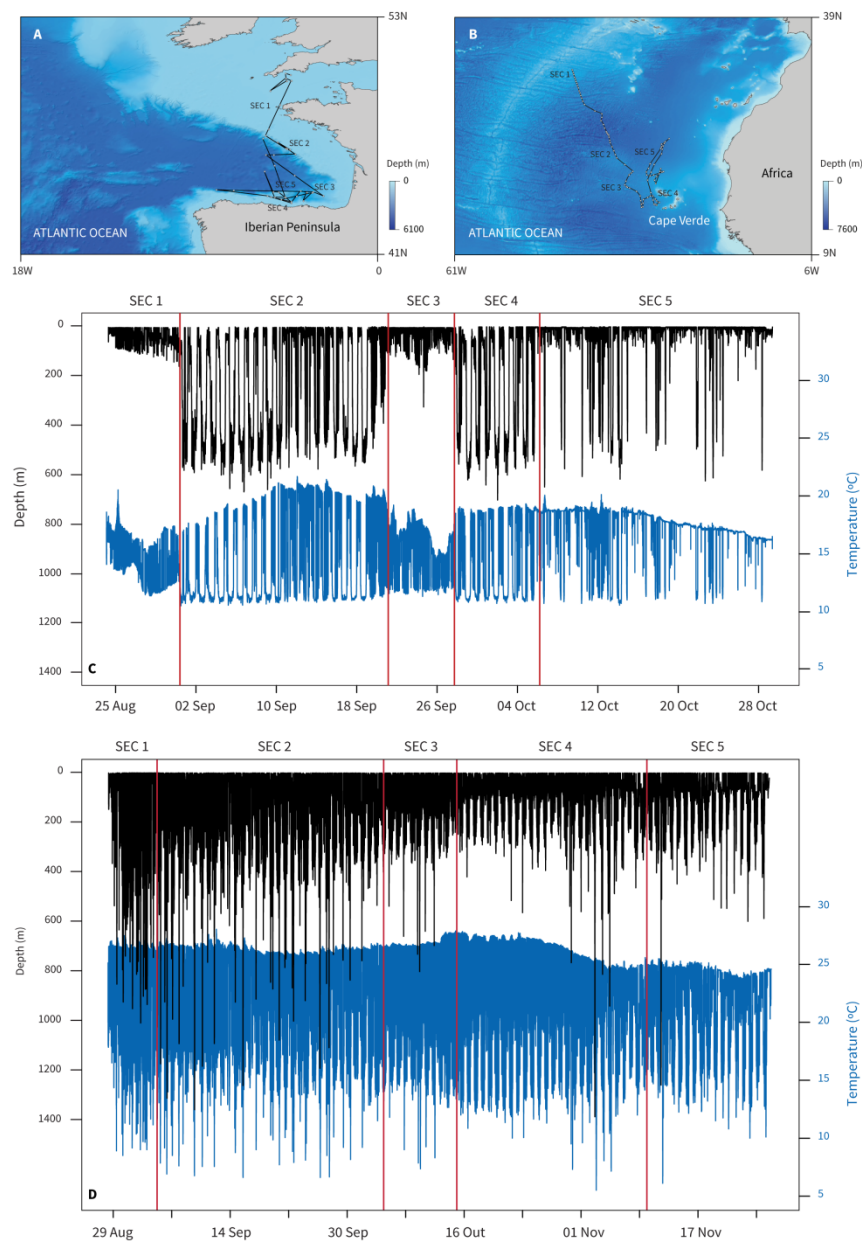 A
53N
SEC 1
SEC 2
SEC 5
SEC 3
SEC 4
Depth (m)
0
6100
ATLANTIC OCEAN
Iberian Peninsula
41N
18W
0
B
39N
SEC 1
SEC 2
SEC 5
SEC 3
SEC 4
Africa
Depth (m)
0
7600
Cape Verde
ATLANTIC OCEAN
9N
61W
6W
SEC 1 SEC 2 SEC 3 SEC 4 SEC 5
0
200
400
600
800
1000
1200
1400
Depth (m)
30
25
20
15
10
5
Temperature (ºC)
C
25 Aug 02 Sep 10 Sep 18 Sep 26 Sep 04 Oct 12 Oct 20 Oct 28 Oct
SEC 1 SEC 2 SEC 3 SEC 4 SEC 5
0
200
400
600
800
1000
1200
1400
Depth (m)
30
25
20
15
10
5
Temperature (ºC)
D
29 Aug 14 Sep 30 Sep 16 Out 01 Nov 17 Nov